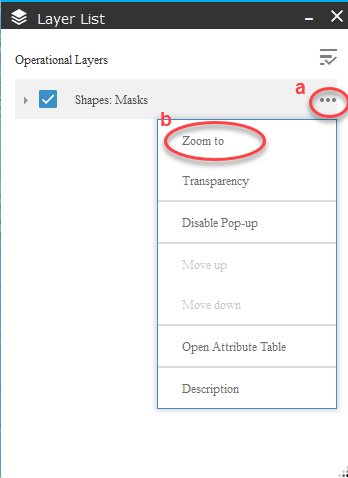 Layer List
Operational Layers
a
Shapes: Masks
b
Zoom to
Transparency
Disable Pop-up
Move up
Move down
Open Attribute Table
Description